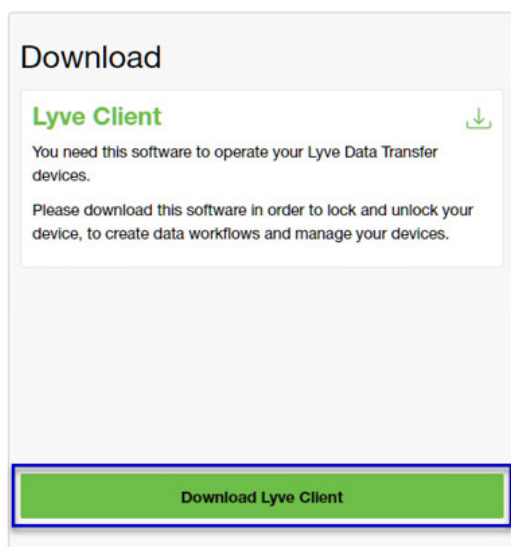 Download
Lyve Client
You need this software to operate your Lyve Data Transfer
devices.
Please download this software in order to lock and unlock your
device, to create data workflows and manage your devices.
Download Lyve Client